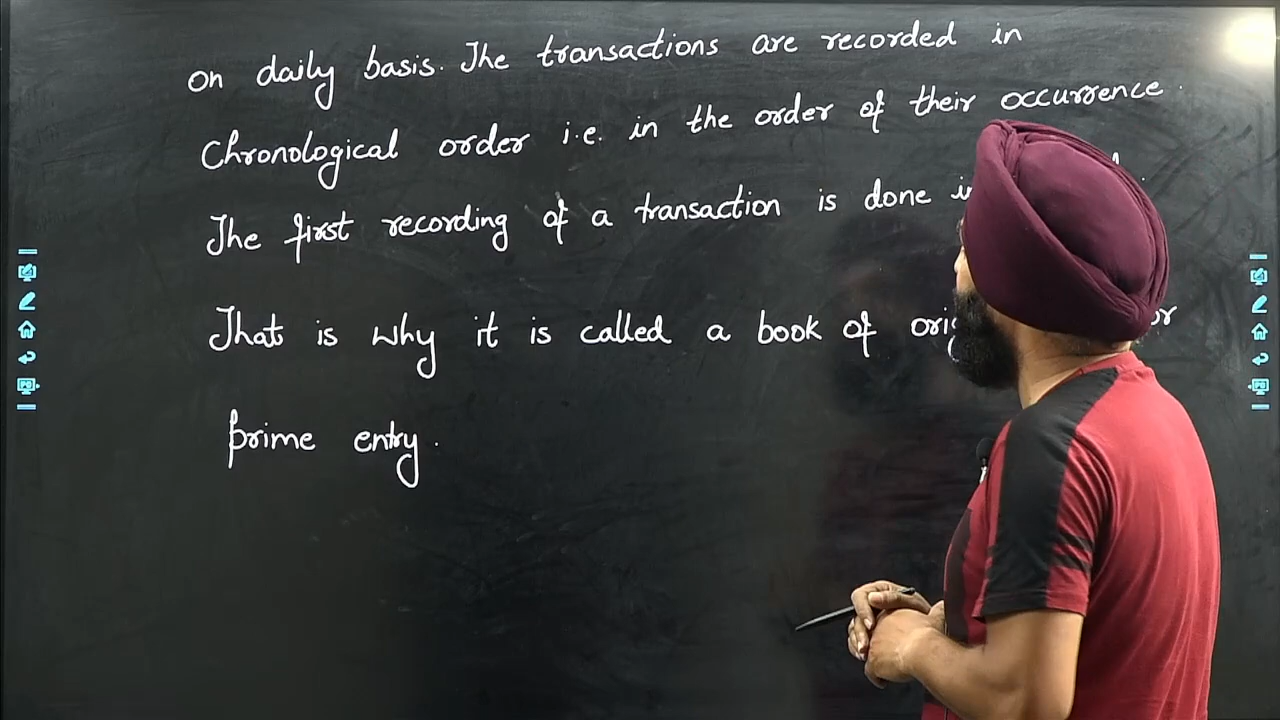 on daily basis. The transactions are recorded in
Chronological order i.e. in the order of their occurrence.
The first recording of a transaction is done
That is why it is called a book of or
prime entry.